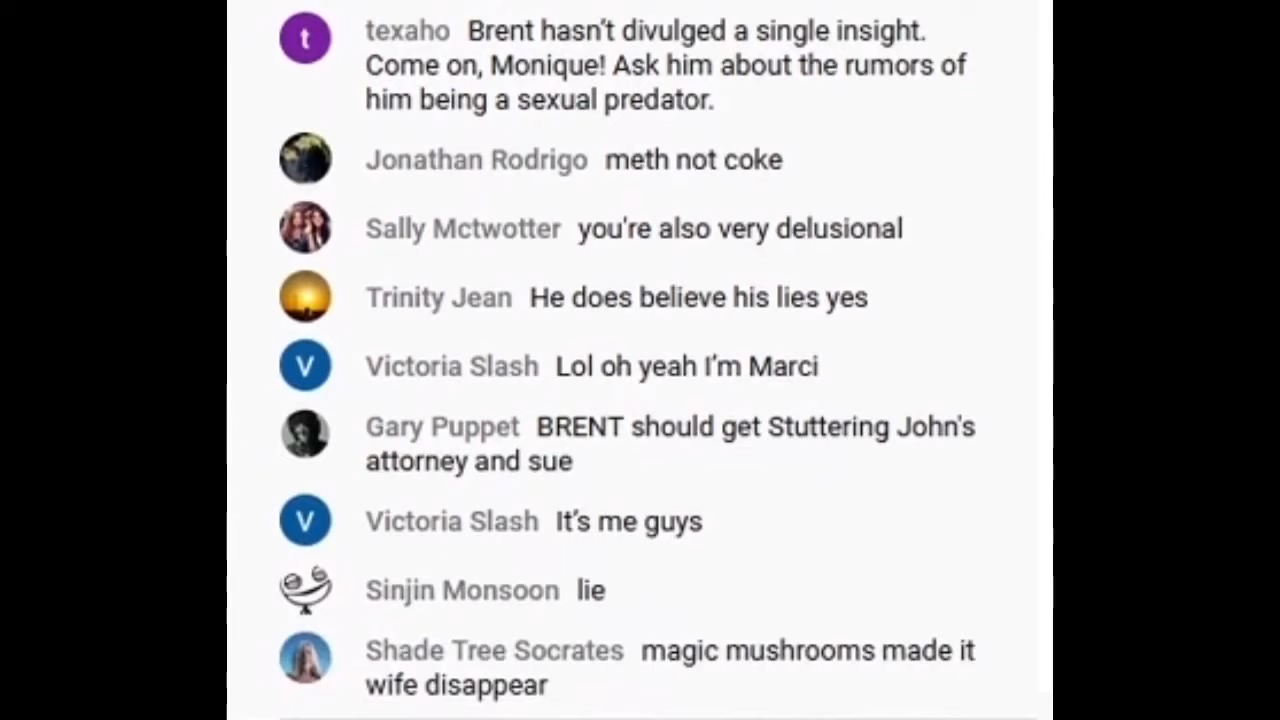 t texaho Brent hasn't divulged a single insight.
Come on, Monique! Ask him about the rumors of
him being a sexual predator.
Jonathan Rodrigo meth not coke
Sally Mctwotter you're also very delusional
Trinity Jean He does believe his lies yes
V Victoria Slash Lol oh yeah I'm Marci
Gary Puppet BRENT should get Stuttering John's
attorney and sue
V Victoria Slash It's me guys
Sinjin Monsoon lie
Shade Tree Socrates magic mushrooms made it
wife disappear